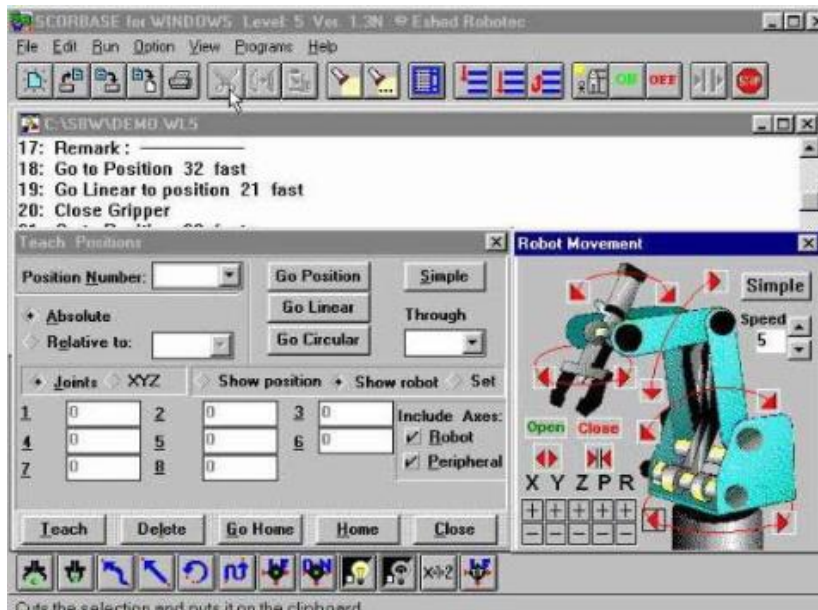 SCORBASE for WINDOWS Level: 5 Ver. 1.3N © Eshed Robotec
File Edit Run Option View Programs Help
ON OFF STOP
C:\SBW\DEMO.WL5
17: Remark :
18: Go to Position 32 fast
19: Go Linear to position 21 fast
20: Close Gripper
Teach Positions
Position Number:
Go Position
Simple
Absolute
Go Linear
Through
Relative to:
Go Circular
Joints XYZ Show position Show robot Set
1 0 2 0 3 0 Include Axes:
4 0 5 0 6 0 Robot
7 0 8 0 Peripheral
Teach Delete Go Home Home Close
Robot Movement
Simple
Speed
5
Open Close
X Y Z P R
+ + + + +
- - - - -
Cuts the selection and puts it on the clipboard